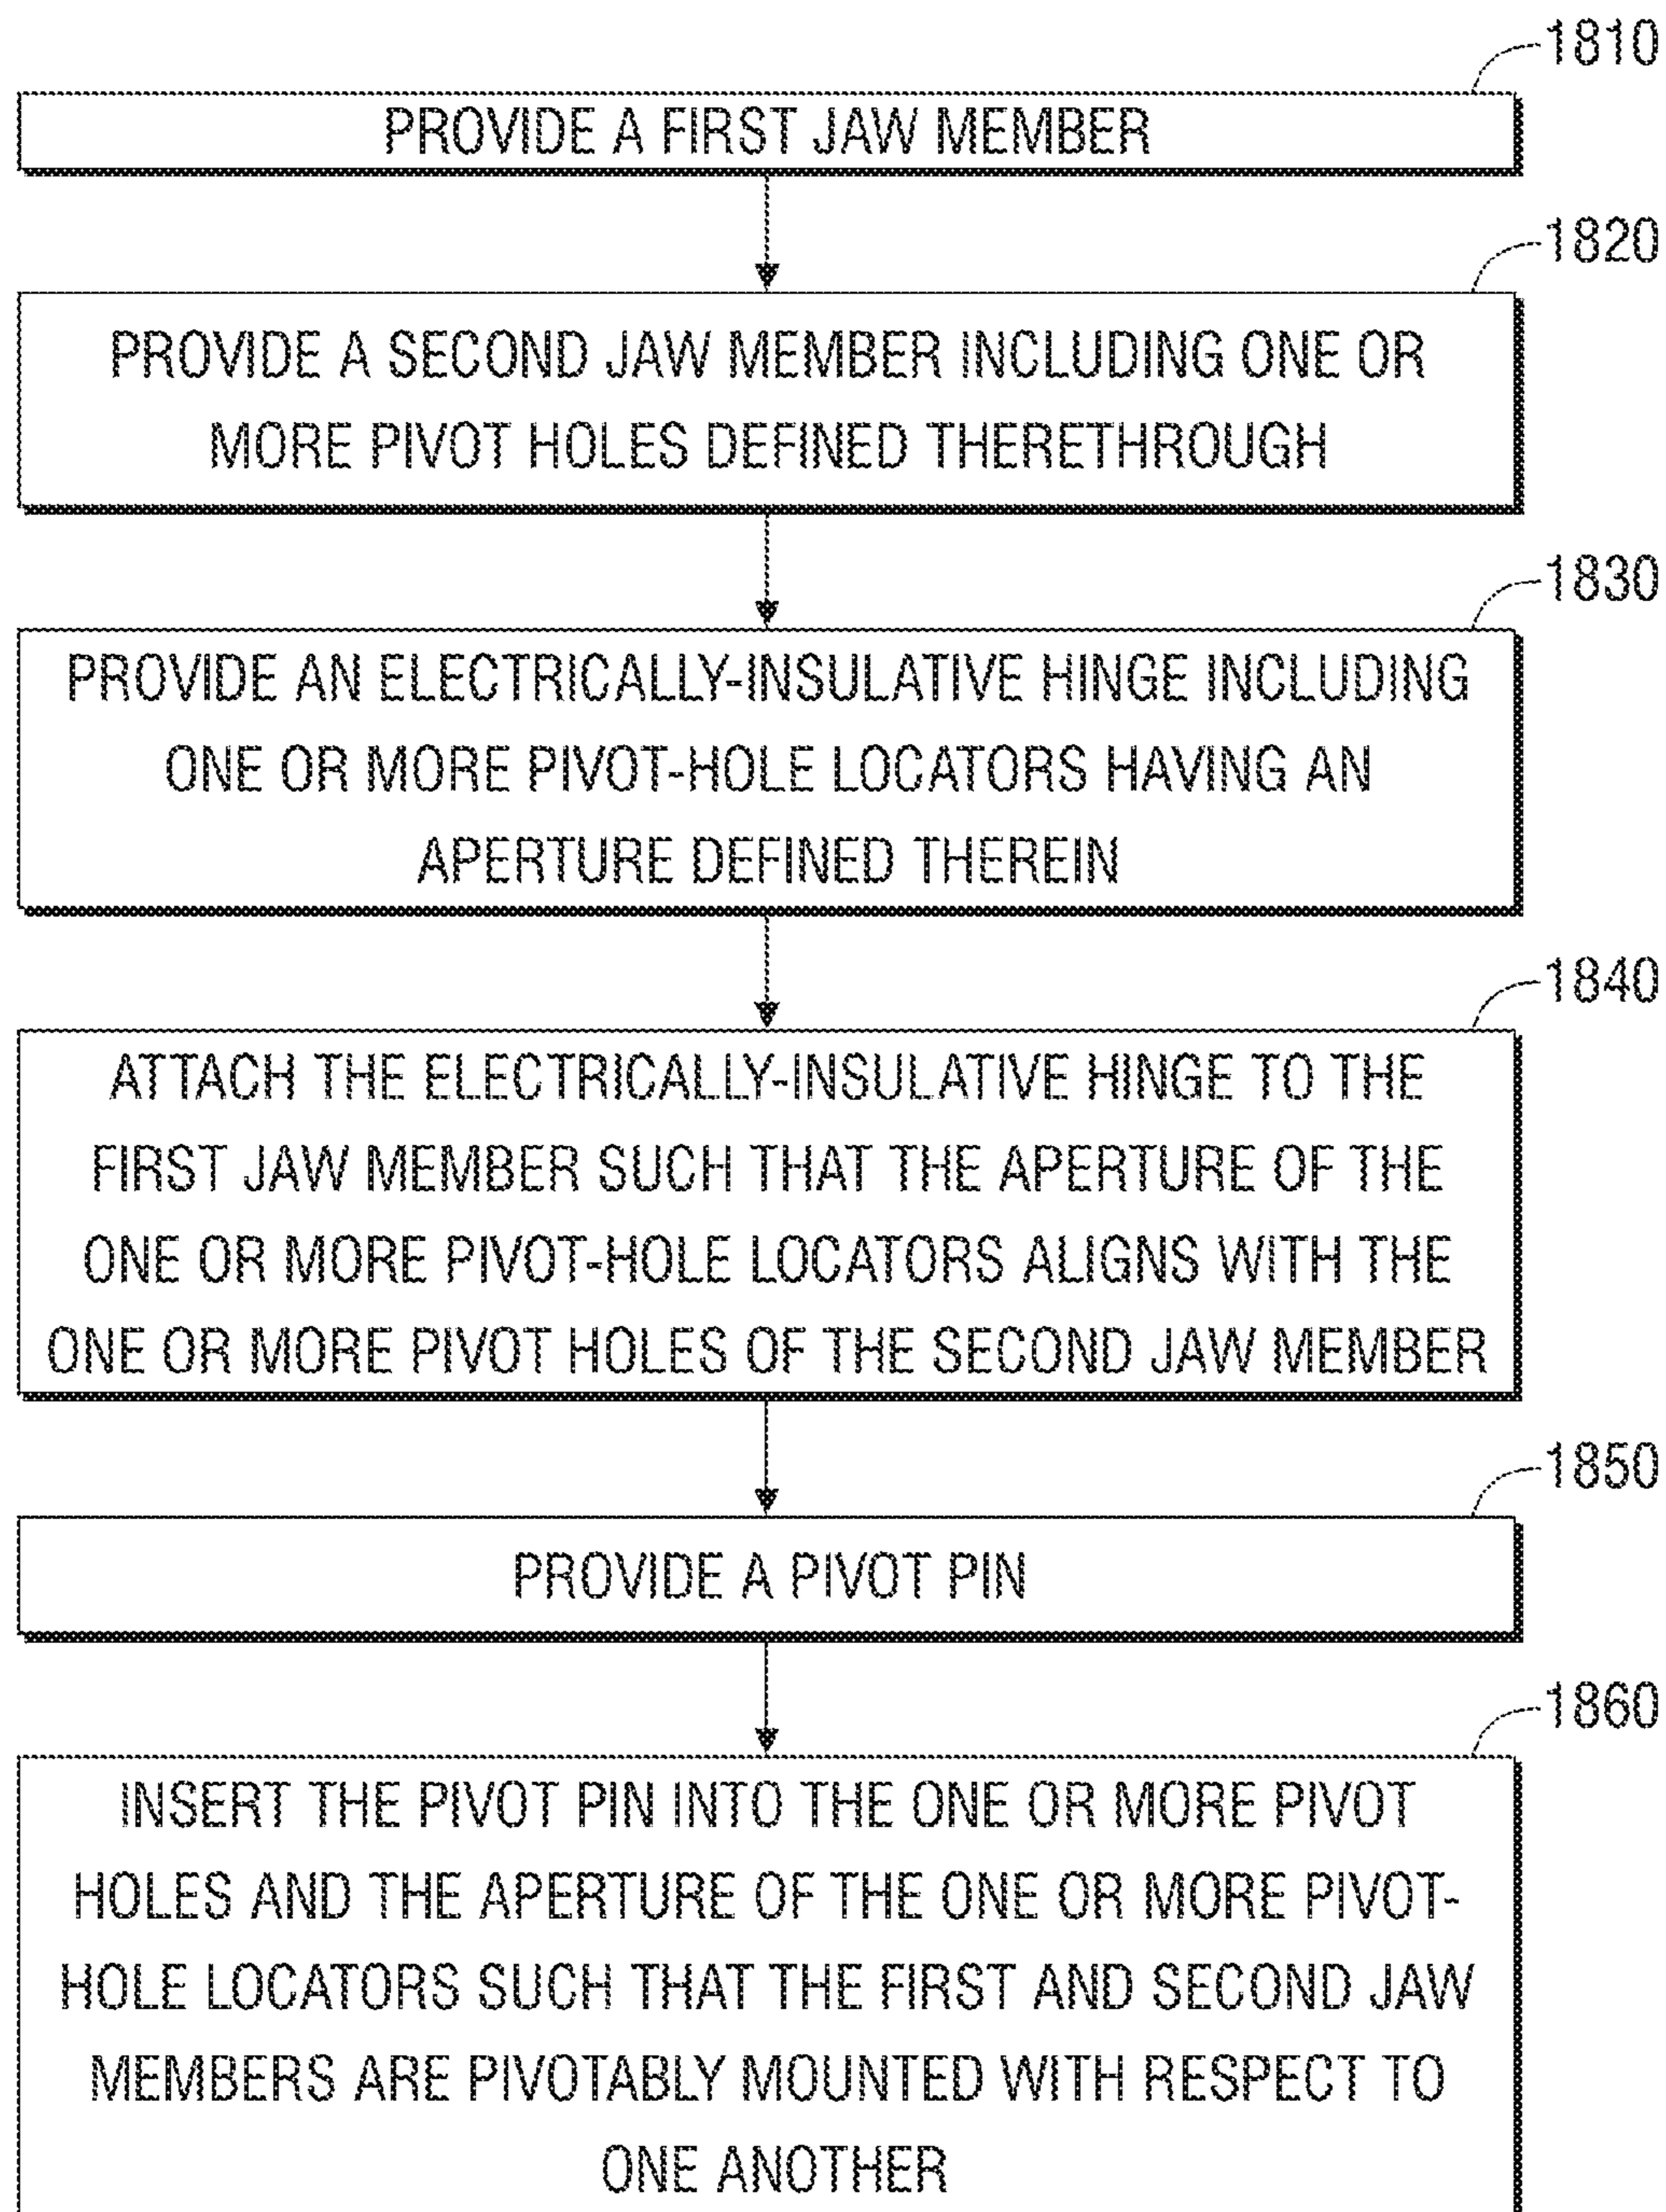 1810
PROVIDE A FIRST JAW MEMBER
1820
PROVIDE A SECOND JAW MEMBER INCLUDING ONE OR
MORE PIVOT HOLES DEFINED THERETHROUGH
1830
PROVIDE AN ELECTRICALLY-INSULATIVE HINGE INCLUDING
ONE OR MORE PIVOT-HOLE LOCATORS HAVING AN
APERTURE DEFINED THEREIN
1840
ATTACH THE ELECTRICALLY-INSULATIVE HINGE TO THE
FIRST JAW MEMBER SUCH THAT THE APERTURE OF THE
ONE OR MORE PIVOT-HOLE LOCATORS ALIGNS WITH THE
ONE OR MORE PIVOT HOLES OF THE SECOND JAW MEMBER
1850
PROVIDE A PIVOT PIN
1860
INSERT THE PIVOT PIN INTO THE ONE OR MORE PIVOT
HOLES AND THE APERTURE OF THE ONE OR MORE PIVOT-
HOLE LOCATORS SUCH THAT THE FIRST AND SECOND JAW
MEMBERS ARE PIVOTABLY MOUNTED WITH RESPECT TO
ONE ANOTHER